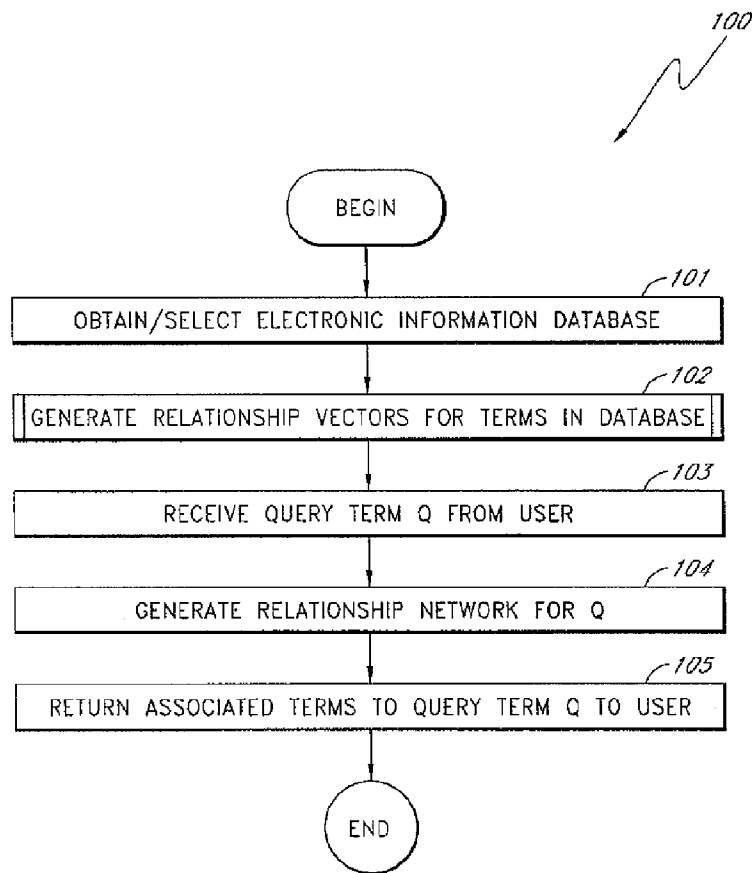 100
BEGIN
101
OBTAIN/SELECT ELECTRONIC INFORMATION DATABASE
102
GENERATE RELATIONSHIP VECTORS FOR TERMS IN DATABASE
103
RECEIVE QUERY TERM Q FROM USER
104
GENERATE RELATIONSHIP NETWORK FOR Q
105
RETURN ASSOCIATED TERMS TO QUERY TERM Q TO USER
END